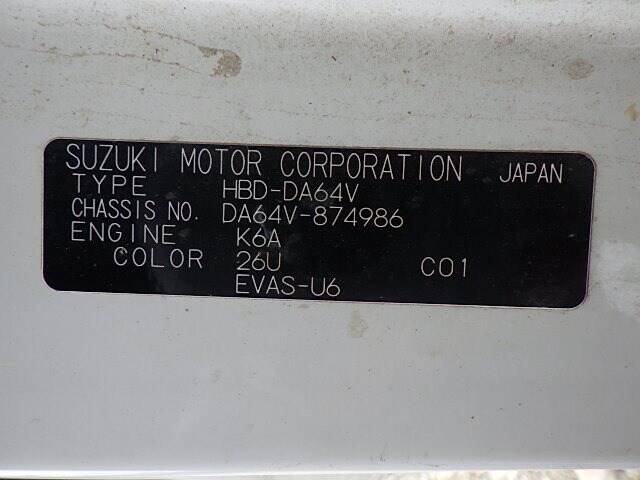 SUZUKI MOTOR CORPORATION JAPAN
TYPE HBD-DA64V
CHASSIS NO. DA64V-874986
ENGINE K6A
COLOR 26U C01
EVAS-U6